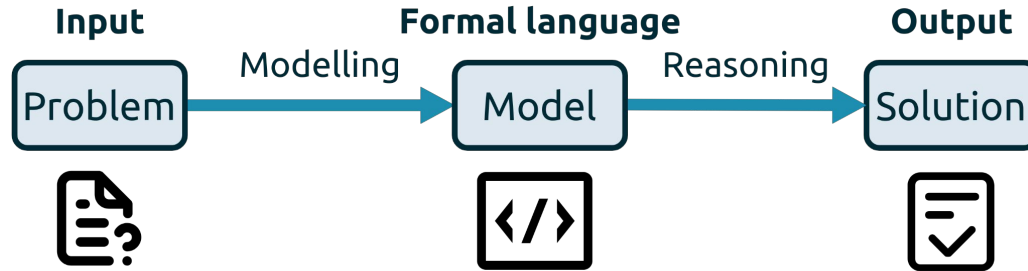 Input
Formal language
Output
Modelling
Reasoning
Problem
Model
Solution